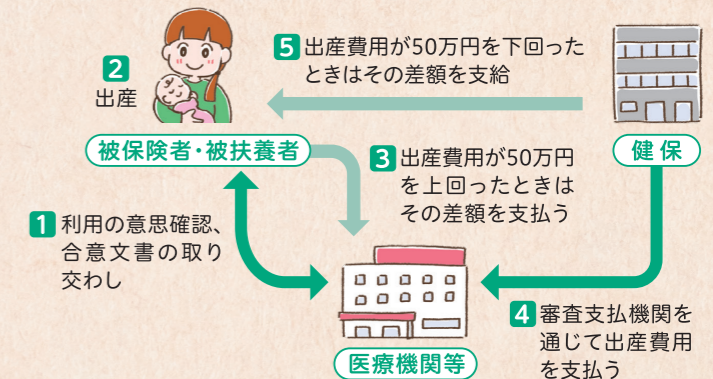 2
出産
被保険者・被扶養者
5 出産費用が50万円を下回った
ときはその差額を支給
健保
3 出産費用が50万円
を上回ったときは
その差額を支払う
1 利用の意思確認、
合意文書の取り
交わし
医療機関等
4 審査支払機関を
通じて出産費用
を支払う